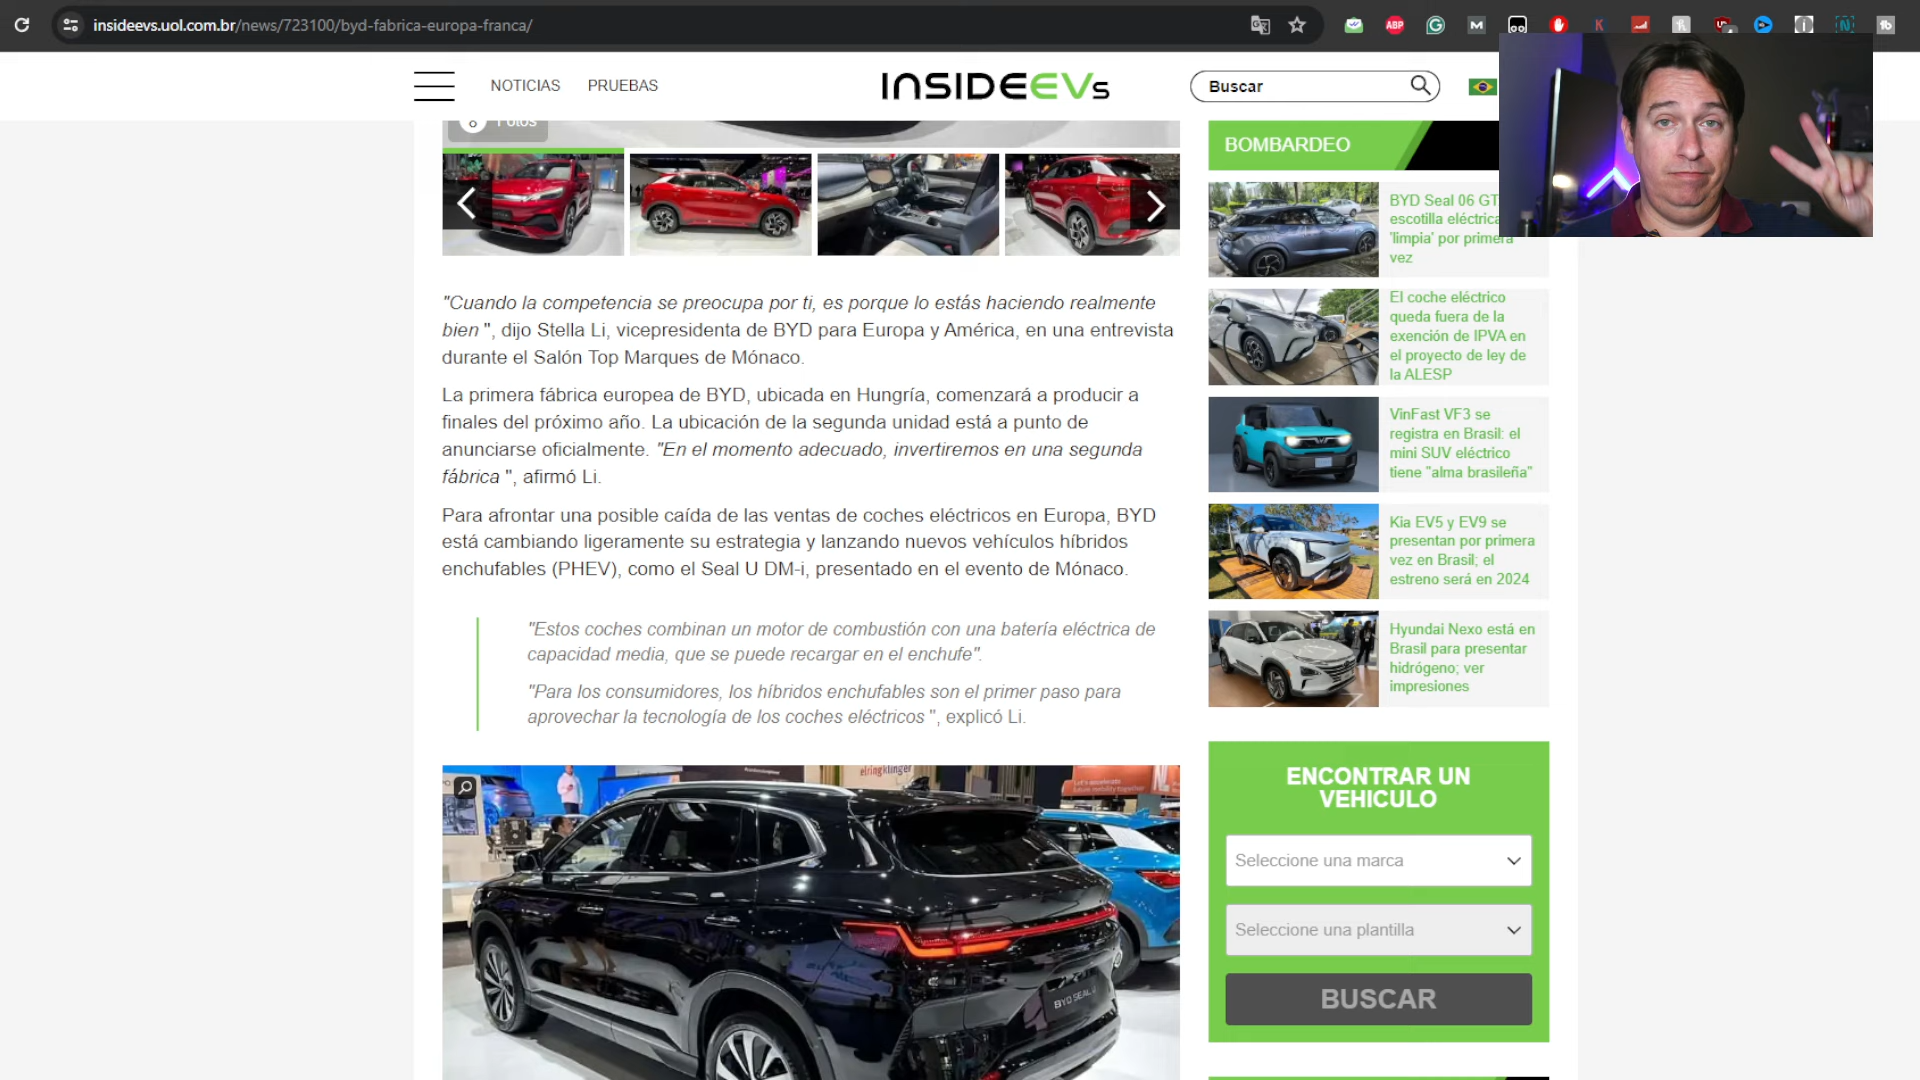 insideevs.uol.com.br/news/723100/byd-fabrica-europa-franca/
NOTICIAS
PRUEBAS
INSIDEEVs
Buscar
8 Fotos
"Cuando la competencia se preocupa por ti, es porque lo estás haciendo realmente
bien ", dijo Stella Li, vicepresidenta de BYD para Europa y América, en una entrevista
durante el Salón Top Marques de Mónaco.
La primera fábrica europea de BYD, ubicada en Hungría, comenzará a producir a
finales del próximo año. La ubicación de la segunda unidad está a punto de
anunciarse oficialmente. "En el momento adecuado, invertiremos en una segunda
fábrica ", afirmó Li.
Para afrontar una posible caída de las ventas de coches eléctricos en Europa, BYD
está cambiando ligeramente su estrategia y lanzando nuevos vehículos híbridos
enchufables (PHEV), como el Seal U DM-i, presentado en el evento de Mónaco.
"Estos coches combinan un motor de combustión con una batería eléctrica de
capacidad media, que se puede recargar en el enchufe".
"Para los consumidores, los híbridos enchufables son el primer paso para
aprovechar la tecnología de los coches eléctricos ", explicó Li.
elringklinger
BYD SEAL U
BOMBARDEO
BYD Seal 06 GT
escotilla eléctrica
'limpia' por primera
vez
El coche eléctrico
queda fuera de la
exención de IPVA en
el proyecto de ley de
la ALESP
VinFast VF3 se
registra en Brasil: el
mini SUV eléctrico
tiene "alma brasileña"
Kia EV5 y EV9 se
presentan por primera
vez en Brasil; el
estreno será en 2024
Hyundai Nexo está en
Brasil para presentar
hidrógeno; ver
impresiones
ENCONTRAR UN
VEHICULO
Seleccione una marca
Seleccione una plantilla
BUSCAR